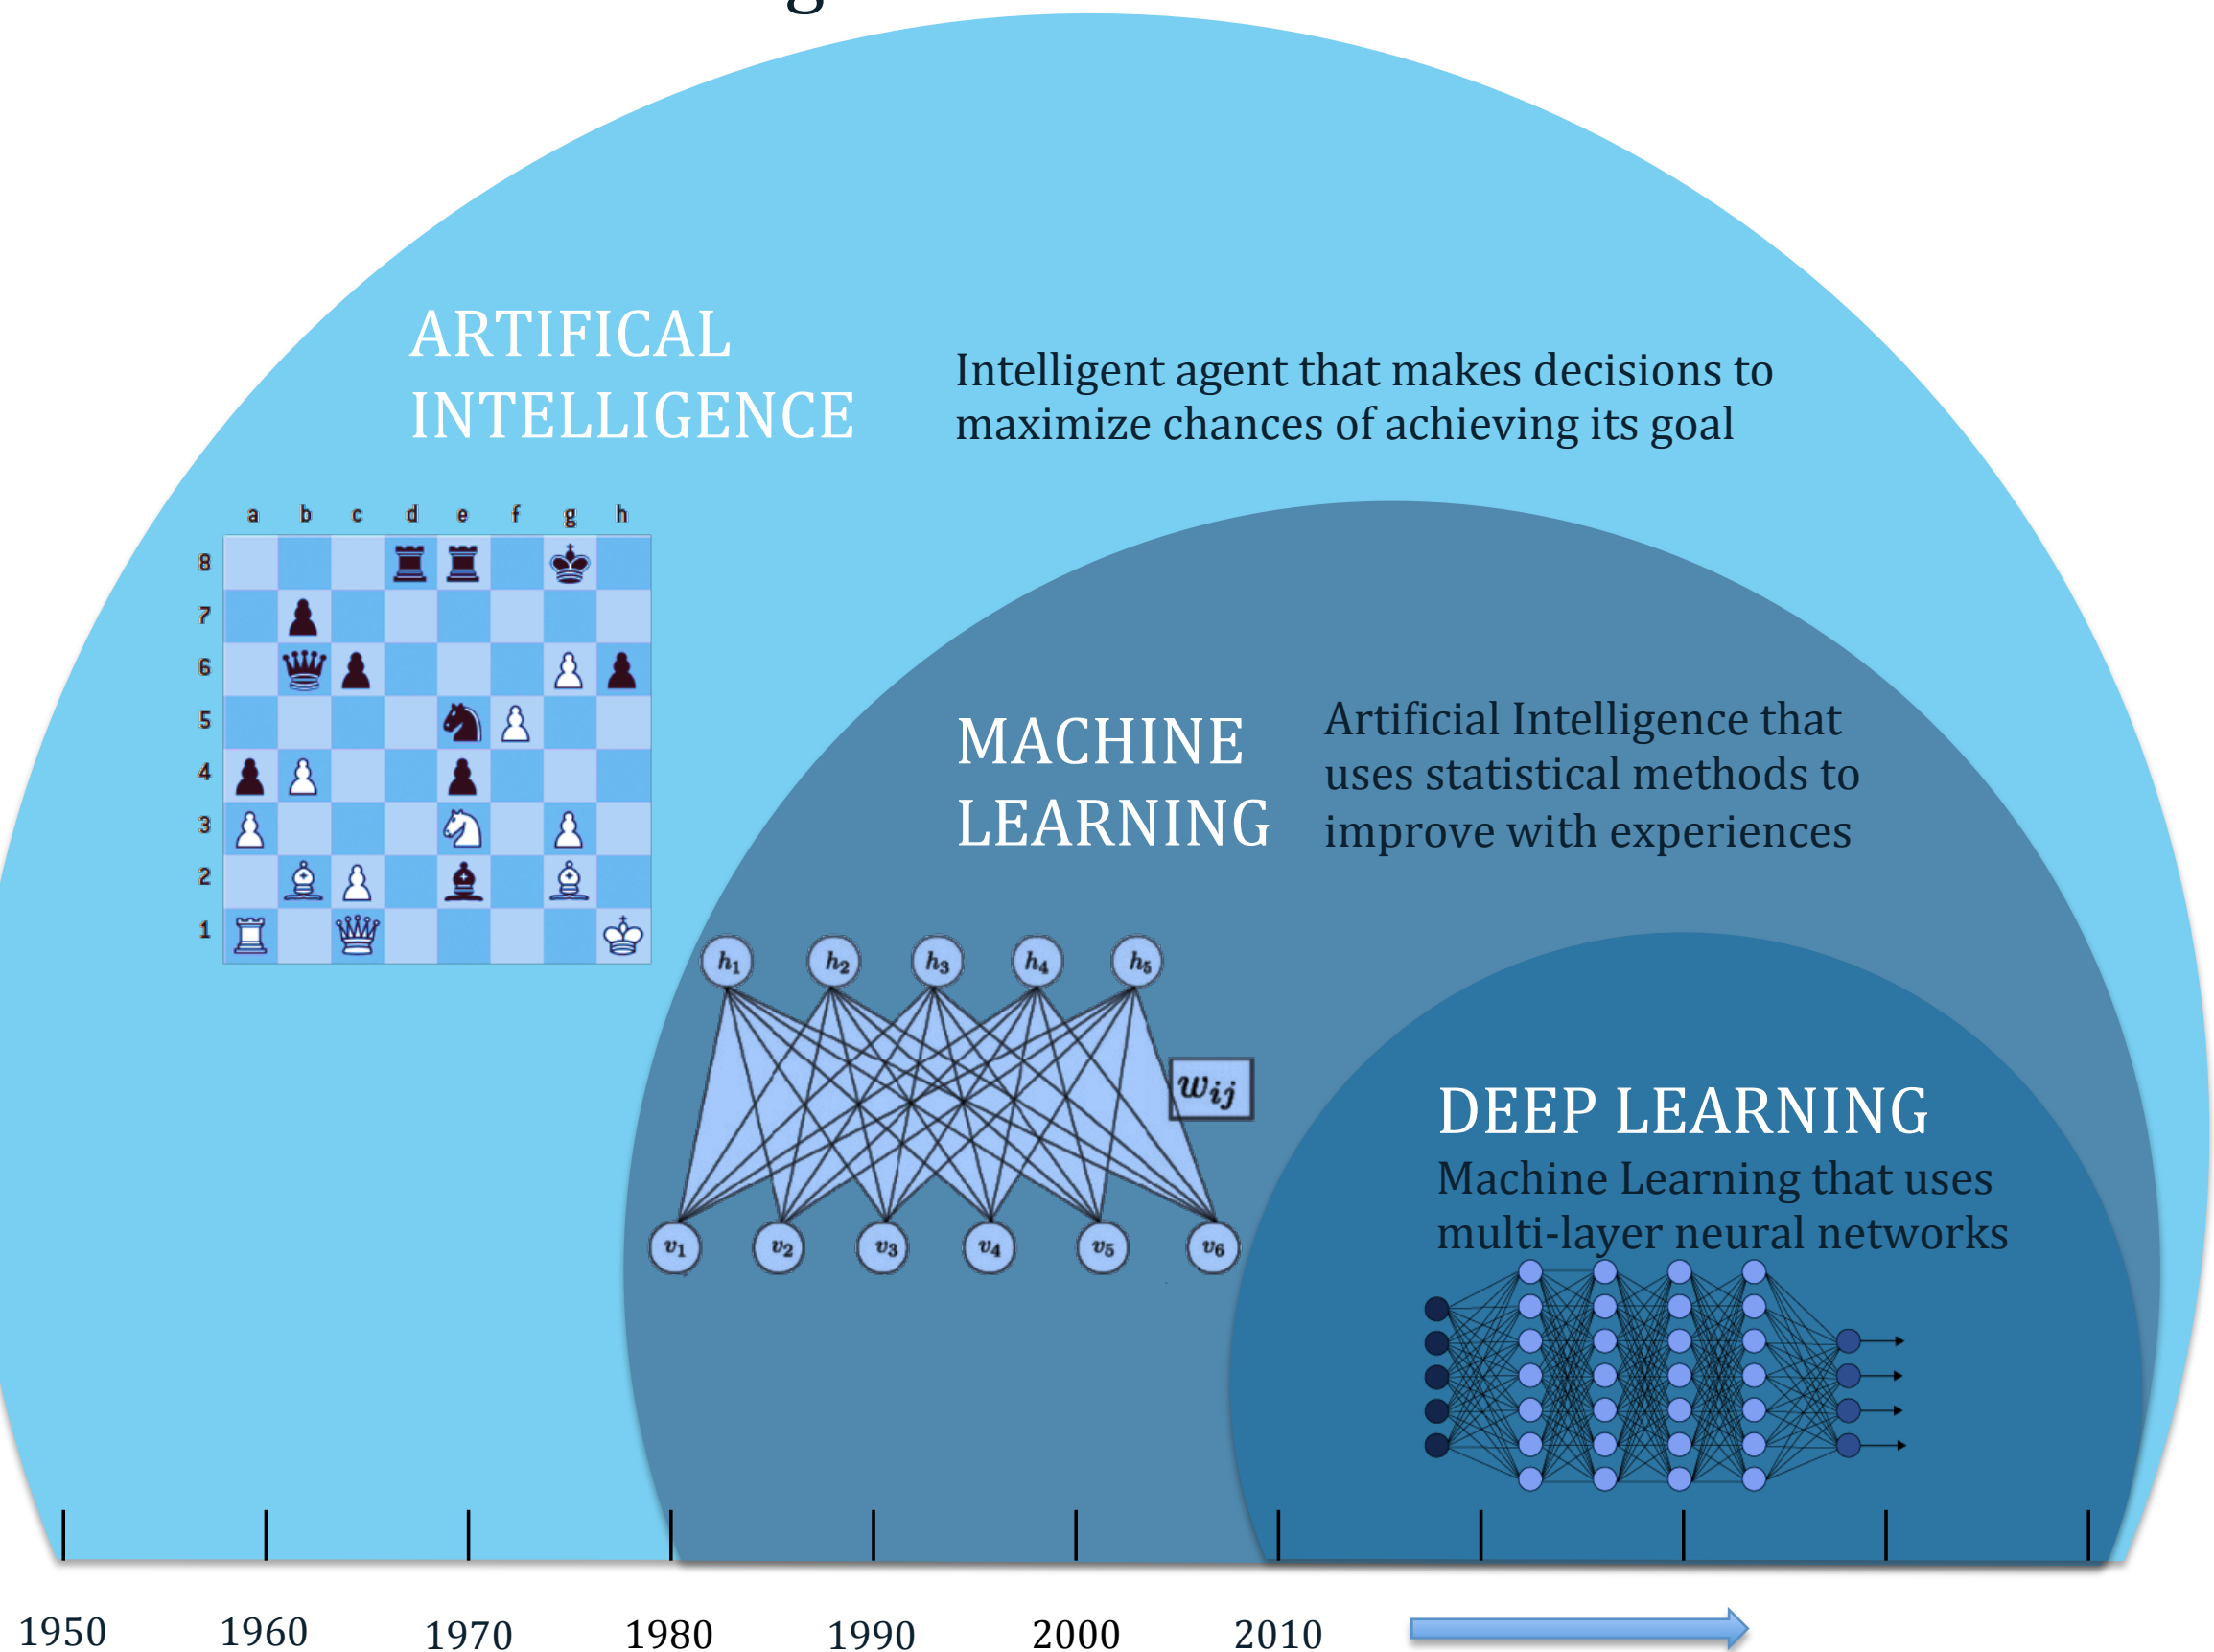 g
ARTIFICAL
INTELLIGENCE
Intelligent agent that makes decisions to
maximize chances of achieving its goal
a b c d e f g h
8
7
6
5
4
3
2
1
MACHINE
LEARNING
Artificial Intelligence that
uses statistical methods to
improve with experiences
h1 h2 h3 h4 h5
wij
v1 v2 v3 v4 v5 v6
DEEP LEARNING
Machine Learning that uses
multi-layer neural networks
1950 1960 1970 1980 1990 2000 2010